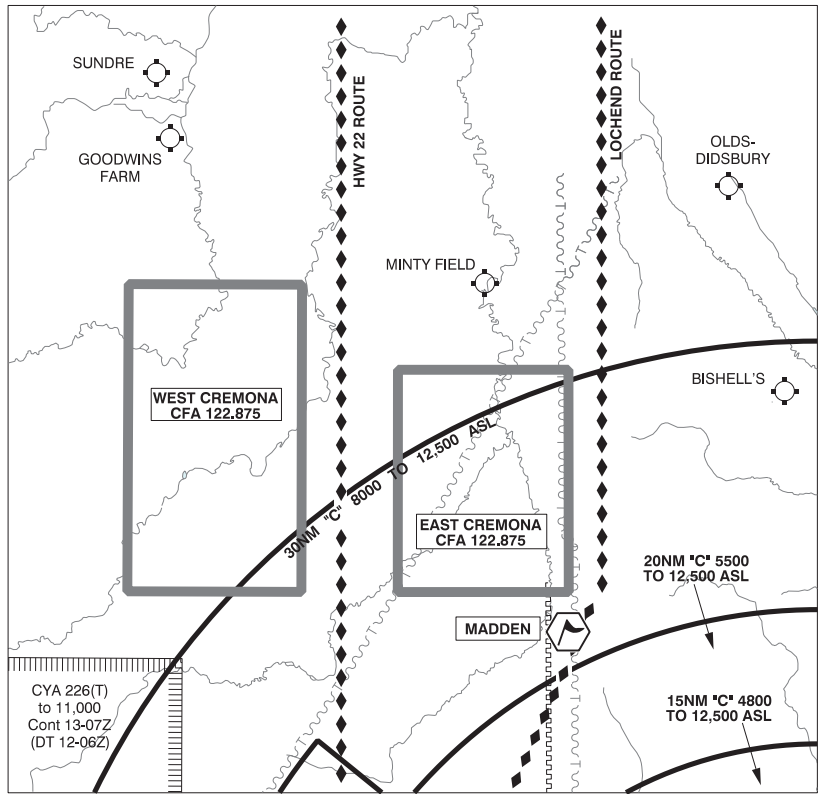 SUNDRE
GOODWINS
FARM
HWY 22 ROUTE
LOCHEND ROUTE
OLDS-
DIDSBURY
MINTY FIELD
BISHELL'S
WEST CREMONA
CFA 122.875
30NM "C" 8000 TO 12,500 ASL
EAST CREMONA
CFA 122.875
20NM "C" 5500
TO 12,500 ASL
MADDEN
CYA 226(T)
to 11,000
Cont 13-07Z
(DT 12-06Z)
15NM "C" 4800
TO 12,500 ASL